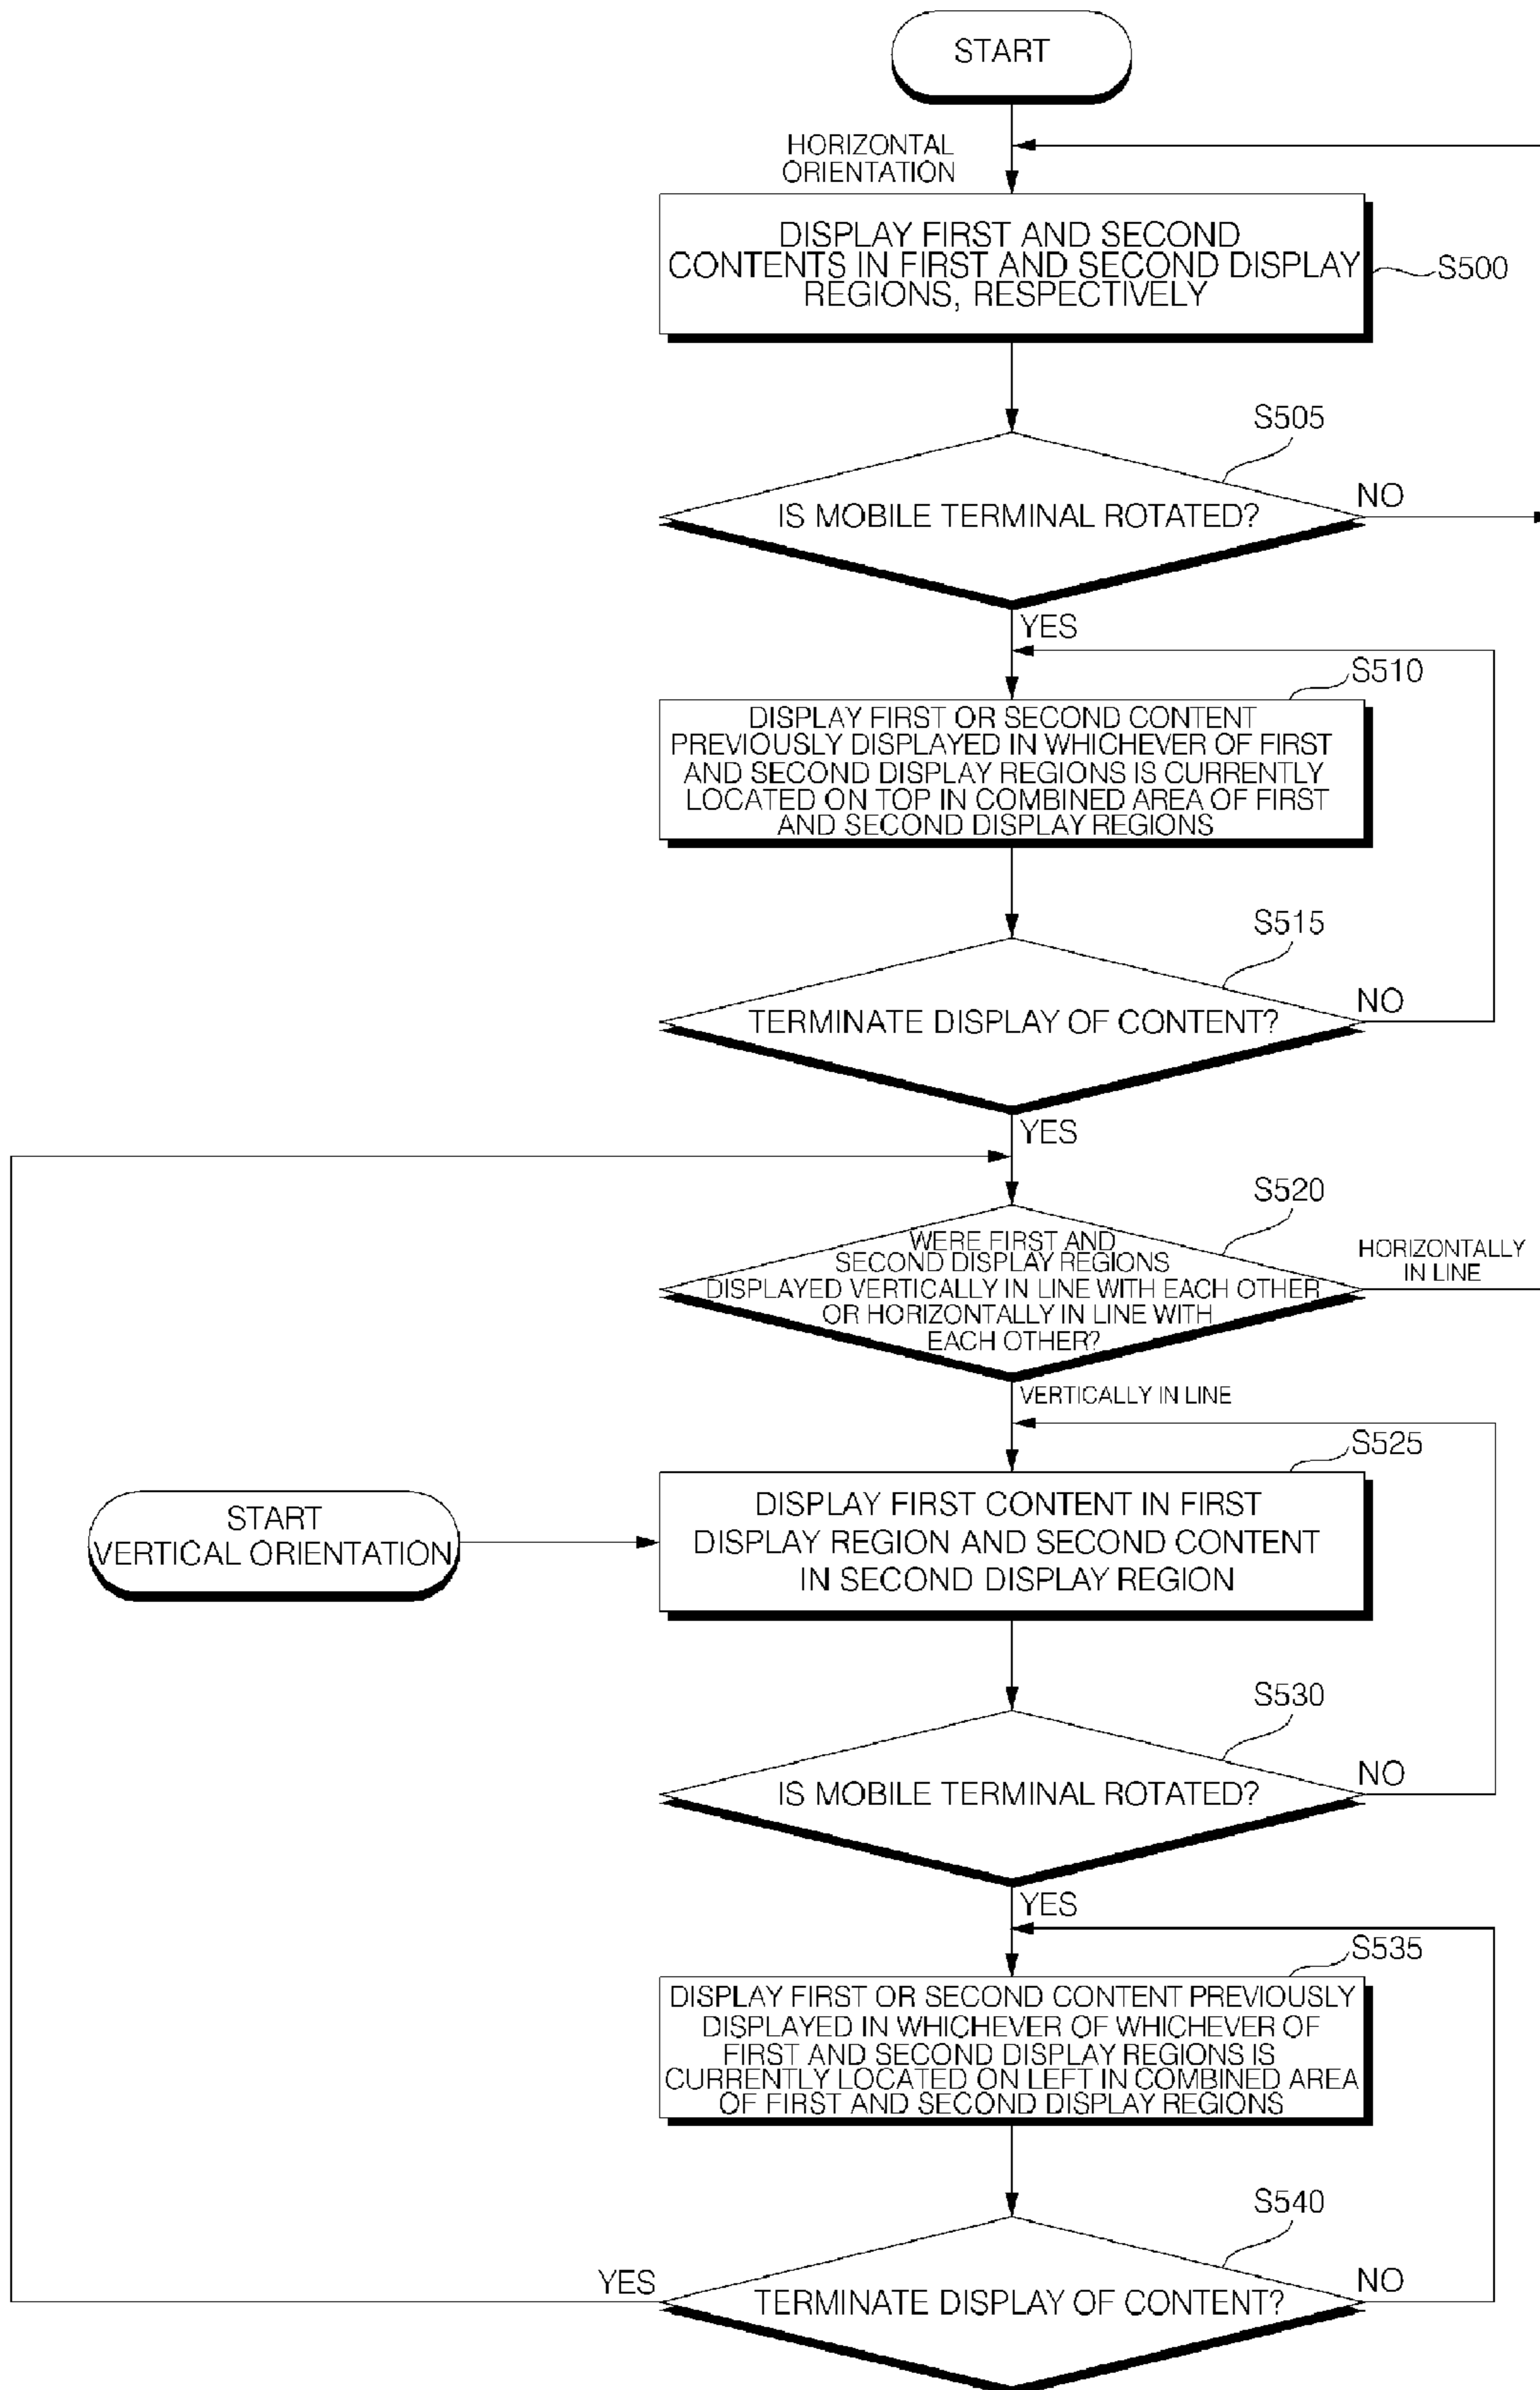 START
HORIZONTAL
ORIENTATION
DISPLAY FIRST AND SECOND
CONTENTS IN FIRST AND SECOND DISPLAY
REGIONS, RESPECTIVELY
S500
S505
IS MOBILE TERMINAL ROTATED?
NO
YES
S510
DISPLAY FIRST OR SECOND CONTENT
PREVIOUSLY DISPLAYED IN WHICHEVER OF FIRST
AND SECOND DISPLAY REGIONS IS CURRENTLY
LOCATED ON TOP IN COMBINED AREA OF FIRST
AND SECOND DISPLAY REGIONS
S515
TERMINATE DISPLAY OF CONTENT?
NO
YES
S520
WERE FIRST AND
SECOND DISPLAY REGIONS
DISPLAYED VERTICALLY IN LINE WITH EACH OTHER
OR HORIZONTALLY IN LINE WITH
EACH OTHER?
HORIZONTALLY
IN LINE
VERTICALLY IN LINE
S525
START
VERTICAL ORIENTATION
DISPLAY FIRST CONTENT IN FIRST
DISPLAY REGION AND SECOND CONTENT
IN SECOND DISPLAY REGION
S530
IS MOBILE TERMINAL ROTATED?
NO
YES
S535
DISPLAY FIRST OR SECOND CONTENT PREVIOUSLY
DISPLAYED IN WHICHEVER OF WHICHEVER OF
FIRST AND SECOND DISPLAY REGIONS IS
CURRENTLY LOCATED ON LEFT IN COMBINED AREA
OF FIRST AND SECOND DISPLAY REGIONS
S540
YES
TERMINATE DISPLAY OF CONTENT?
NO